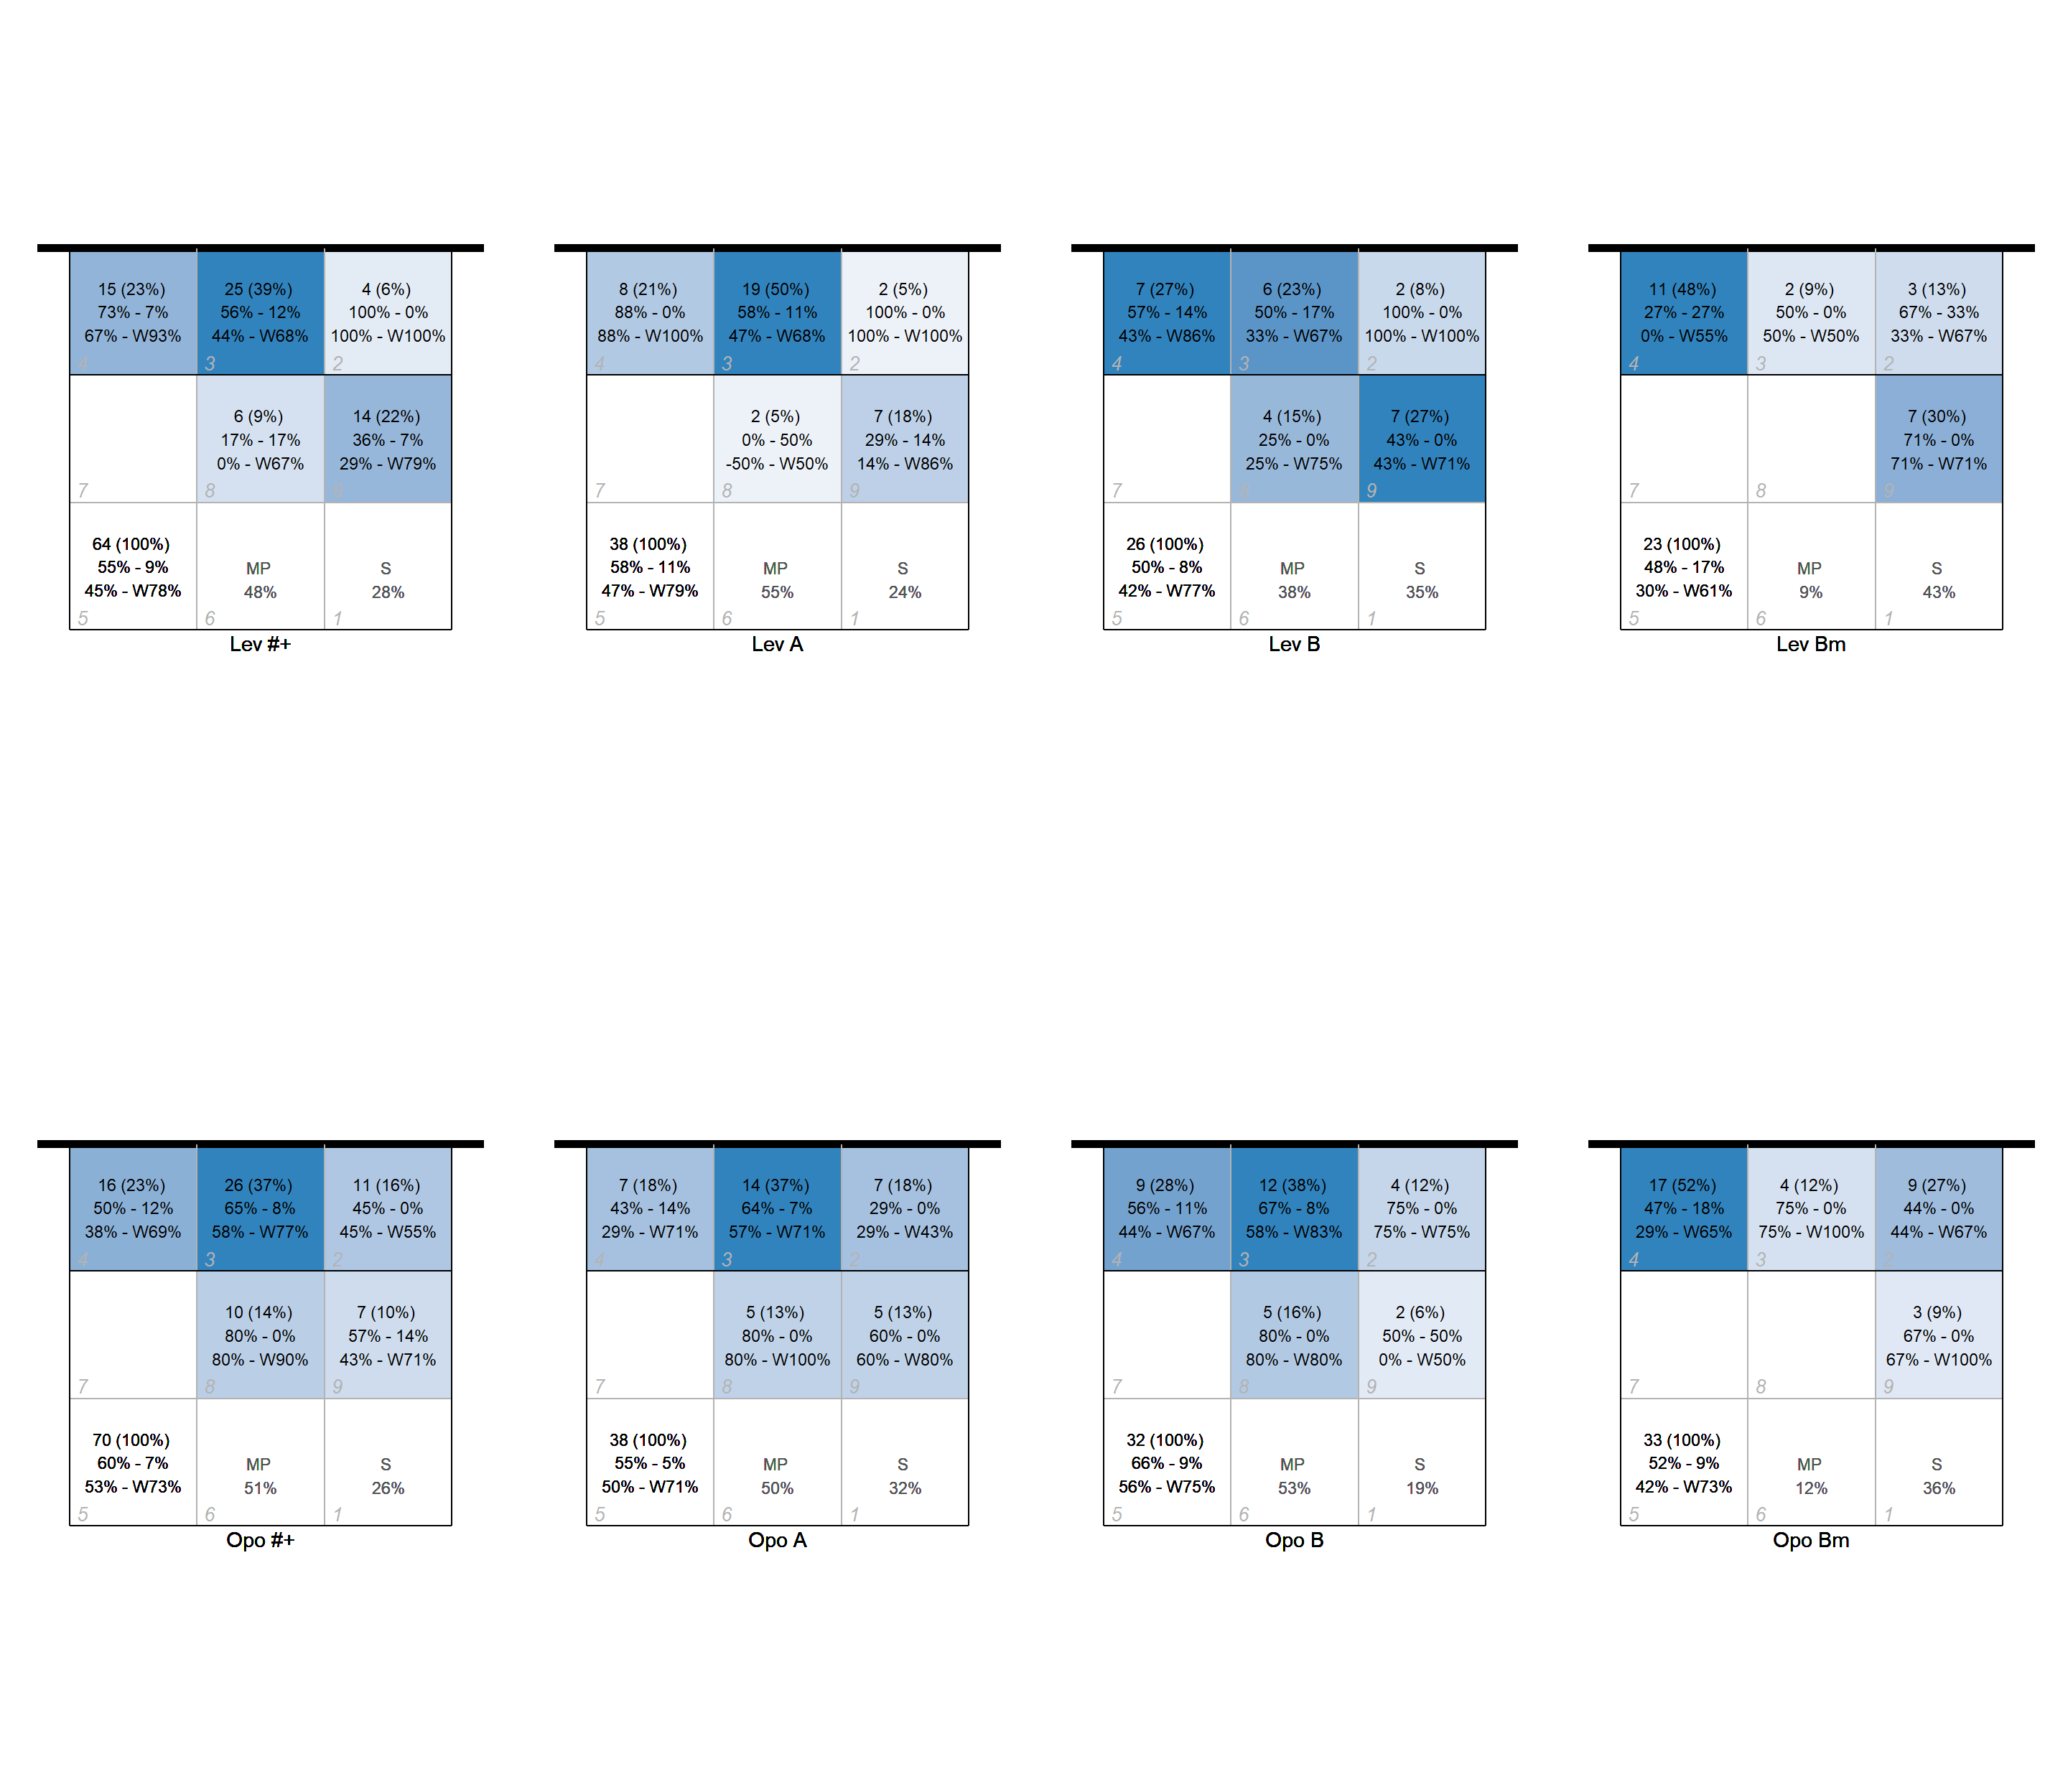 15 (23%)
73% - 7%
67% - W93%
4
25 (39%)
56% - 12%
44% - W68%
3
4 (6%)
100% - 0%
100% - W100%
2
7
6 (9%)
17% - 17%
0% - W67%
8
14 (22%)
36% - 7%
29% - W79%
9
64 (100%)
55% - 9%
45% - W78%
5
MP
48%
6
S
28%
1
Lev #+
8 (21%)
88% - 0%
88% - W100%
4
19 (50%)
58% - 11%
47% - W68%
3
2 (5%)
100% - 0%
100% - W100%
2
7
2 (5%)
0% - 50%
-50% - W50%
8
7 (18%)
29% - 14%
14% - W86%
9
38 (100%)
58% - 11%
47% - W79%
5
MP
55%
6
S
24%
1
Lev A
7 (27%)
57% - 14%
43% - W86%
4
6 (23%)
50% - 17%
33% - W67%
3
2 (8%)
100% - 0%
100% - W100%
2
7
4 (15%)
25% - 0%
25% - W75%
8
7 (27%)
43% - 0%
43% - W71%
9
26 (100%)
50% - 8%
42% - W77%
5
MP
38%
6
S
35%
1
Lev B
11 (48%)
27% - 27%
0% - W55%
4
2 (9%)
50% - 0%
50% - W50%
3
3 (13%)
67% - 33%
33% - W67%
2
7
8
7 (30%)
71% - 0%
71% - W71%
9
23 (100%)
48% - 17%
30% - W61%
5
MP
9%
6
S
43%
1
Lev Bm
16 (23%)
50% - 12%
38% - W69%
4
26 (37%)
65% - 8%
58% - W77%
3
11 (16%)
45% - 0%
45% - W55%
2
7
10 (14%)
80% - 0%
80% - W90%
8
7 (10%)
57% - 14%
43% - W71%
9
70 (100%)
60% - 7%
53% - W73%
5
MP
51%
6
S
26%
1
Opo #+
7 (18%)
43% - 14%
29% - W71%
4
14 (37%)
64% - 7%
57% - W71%
3
7 (18%)
29% - 0%
29% - W43%
2
7
5 (13%)
80% - 0%
80% - W100%
8
5 (13%)
60% - 0%
60% - W80%
9
38 (100%)
55% - 5%
50% - W71%
5
MP
50%
6
S
32%
1
Opo A
9 (28%)
56% - 11%
44% - W67%
4
12 (38%)
67% - 8%
58% - W83%
3
4 (12%)
75% - 0%
75% - W75%
2
7
5 (16%)
80% - 0%
80% - W80%
8
2 (6%)
50% - 50%
0% - W50%
9
32 (100%)
66% - 9%
56% - W75%
5
MP
53%
6
S
19%
1
Opo B
17 (52%)
47% - 18%
29% - W65%
4
4 (12%)
75% - 0%
75% - W100%
3
9 (27%)
44% - 0%
44% - W67%
2
7
8
3 (9%)
67% - 0%
67% - W100%
9
33 (100%)
52% - 9%
42% - W73%
5
MP
12%
6
S
36%
1
Opo Bm